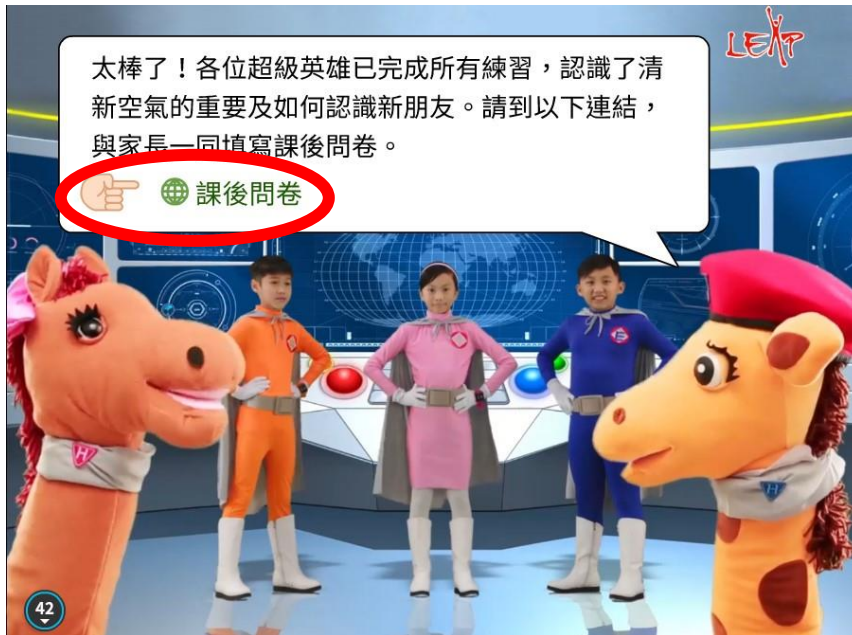 LEAP
太棒了！各位超級英雄已完成所有練習，認識了清
新空氣的重要及如何認識新朋友。請到以下連結，
與家長一同填寫課後問卷。
課後問卷
H
H
42